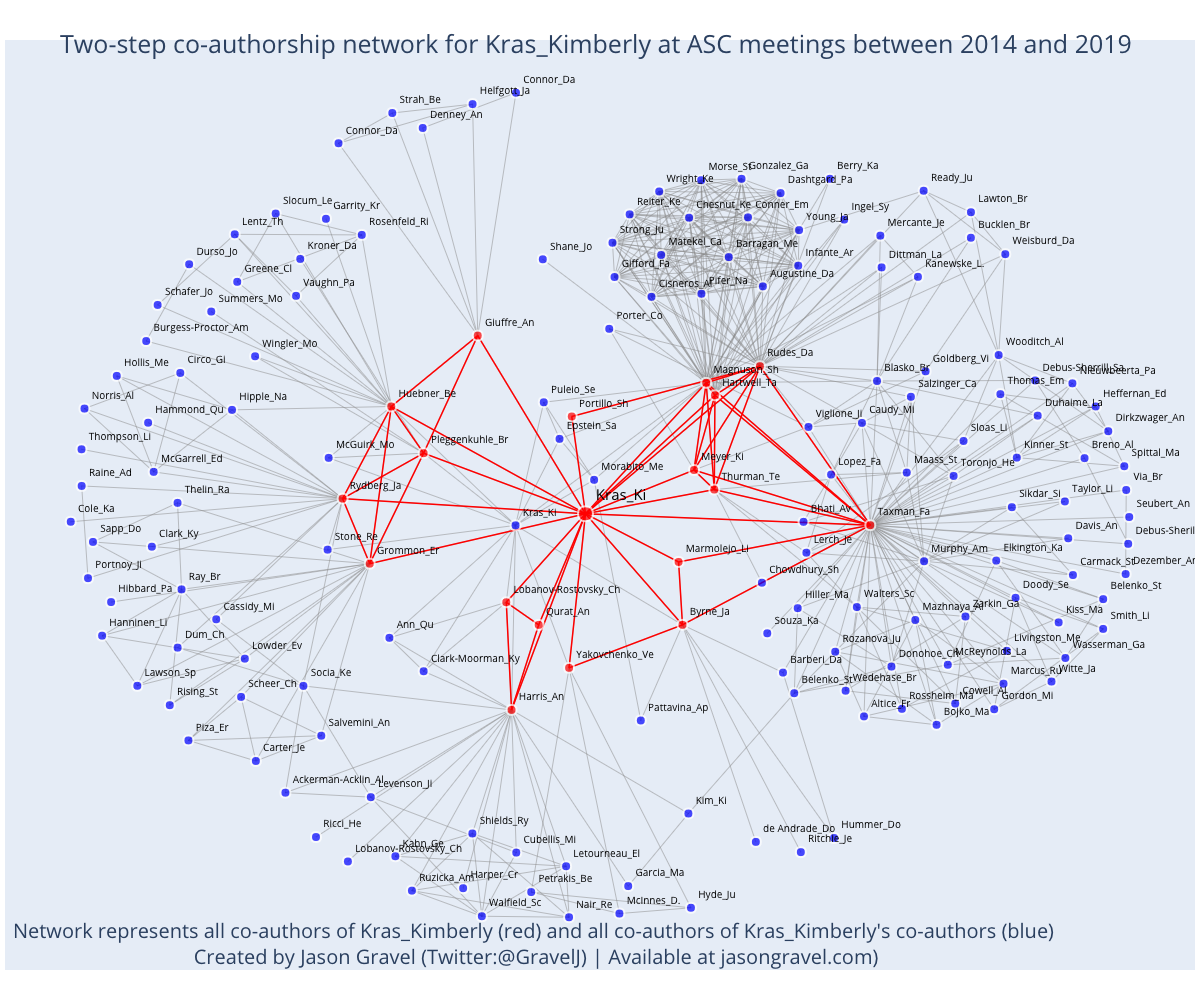 Two-step co-authorship network for Kras_Kimberly at ASC meetings between 2014 and 2019
Connor_Da
Helfgott_Ja
Strah_Be
Denney_An
Connor_Da
Berry_Ka
Morse_St
Gonzalez_Ga
Wright_Ke
Dashtgard_Pa
Ready_Ju
Slocum_Le
Garrity_Kr
Reiter_Ke
Chesnut_Ke
Conner_Em
Ingel_Sy
Lawton_Br
Lentz_Th
Rosenfeld_Ri
Young_Ja
Mercante_Je
Bucklen_Br
Strong_Ju
Matekel_Ca
Barragan_Me
Weisburd_Da
Durso_Jo
Kroner_Da
Shane_Jo
Infante_Ar
Dittman_La
Greene_Cl
Gifford_Fa
Kanewske_L.
Vaughn_Pa
Cisneros_Al
Pifer_Na
Augustine_Da
Schafer_Jo
Summers_Mo
Burgess-Proctor_Am
Gluffre_An
Porter_Co
Wingler_Mo
Rudes_Da
Wooditch_Al
Hollis_Me
Circo_Gi
Magnuson_Sh
Hartwell_Ta
Blasko_Br
Goldberg_Vi
Debus-Sherrill_Sa
Nieuwbeerta_Pa
Norris_Al
Hipple_Na
Huebner_Be
Puleio_Se
Portillo_Sh
Salzinger_Ca
Thomas_Em
Heffernan_Ed
Hammond_Qu
Epstein_Sa
Viglione_Ji
Caudy_Mi
Duhaime_La
Dirkzwager_An
Thompson_Li
McGuirk_Mo
Pleggenkuhle_Br
Sloas_Li
Kinner_St
Breno_Al
Spittal_Ma
McGarrell_Ed
Morabito_Me
Meyer_Ki
Lopez_Fa
Maass_St
Toronjo_He
Raine_Ad
Thelin_Ra
Rydberg_Ja
Kras_Ki
Thurman_Te
Sikdar_Si
Taylor_Li
Via_Br
Cole_Ka
Kras_Ki
Bhati_Av
Taxman_Fa
Seubert_An
Sapp_Do
Clark_Ky
Stone_Re
Grommon_Er
Lerch_Je
Davis_An
Debus-Sheril
Portnoy_Ji
Marmolejo_Li
Murphy_Am
Elkington_Ka
Carmack_St
Dezember_An
Hibbard_Pa
Ray_Br
Lobanov-Rostovsky_Ch
Chowdhury_Sh
Doody_Se
Belenko_St
Hanninen_Li
Cassidy_Mi
Ann_Qu
Qurat_An
Byrne_Ja
Hiller_Ma
Walters_Sc
Mazhnaya_Al
Zarkin_Ga
Kiss_Ma
Smith_Li
Dum_Ch
Lowder_Ev
Souza_Ka
Rozanova_Ju
Livingston_Me
Wasserman_Ga
Lawson_Sp
Clark-Moorman_Ky
Yakovchenko_Ve
Barberi_Da
Donohoe_Ch
McReynolds_La
Witte_Ja
Rising_St
Scheer_Ch
Socia_Ke
Harris_An
Belenko_St
Wedehase_Br
Marcus_Ru
Piza_Er
Salvemini_An
Pattavina_Ap
Altice_Fr
Rossheim_Ma
Cowell_Al
Gordon_Mi
Carter_Je
Bojko_Ma
Ackerman-Acklin_Al
Levenson_Ji
Kim_Ki
Ricci_He
Shields_Ry
de Andrade_Do
Hummer_Do
Kahn_Ge
Lobanov-Rostovsky_Ch
Cubellis_Mi
Letourneau_El
Ritchie_Je
Ruzicka_Am
Harper_Cr
Petrakis_Be
Garcia_Ma
Walfield_Sc
Nair_Re
McInnes_D.
Hyde_Ju
Network represents all co-authors of Kras_Kimberly (red) and all co-authors of Kras_Kimberly's co-authors (blue)
Created by Jason Gravel (Twitter:@GravelJ) | Available at jasongravel.com)